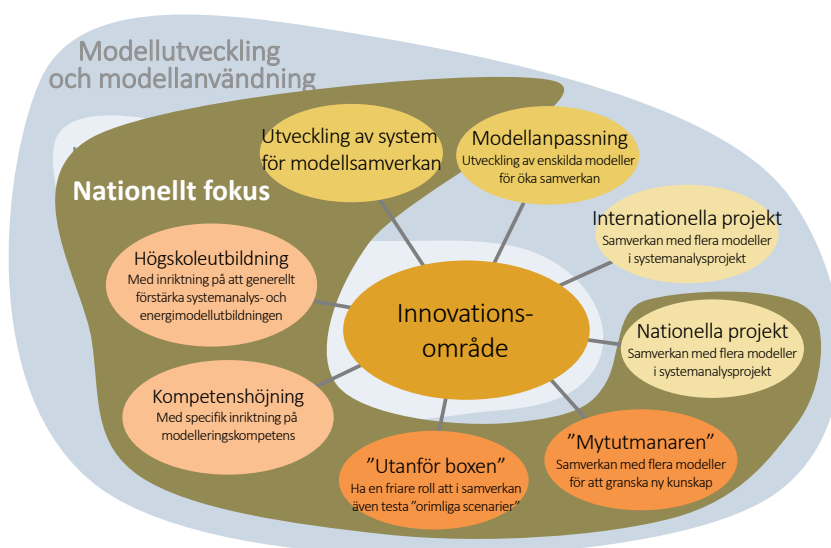 Modellutveckling
och modellanvändning
Nationellt fokus
Utveckling av system
för modellsamverkan
Modellanpassning
Utveckling av enskilda modeller
för öka samverkan
Internationella projekt
Samverkan med flera modeller
i systemanalysprojekt
Högskoleutbildning
Med inriktning på att generellt
förstärka systemanalys- och
energimodellutbildningen
Innovations-
område
Nationella projekt
Samverkan med flera modeller
i systemanalysprojekt
Kompetenshöjning
Med specifik inriktning på
modelleringskompetens
”Utanför boxen”
Ha en friare roll att i samverkan
även testa ”orimliga scenarier”
”Mytutmanaren”
Samverkan med flera modeller
för att granska ny kunskap